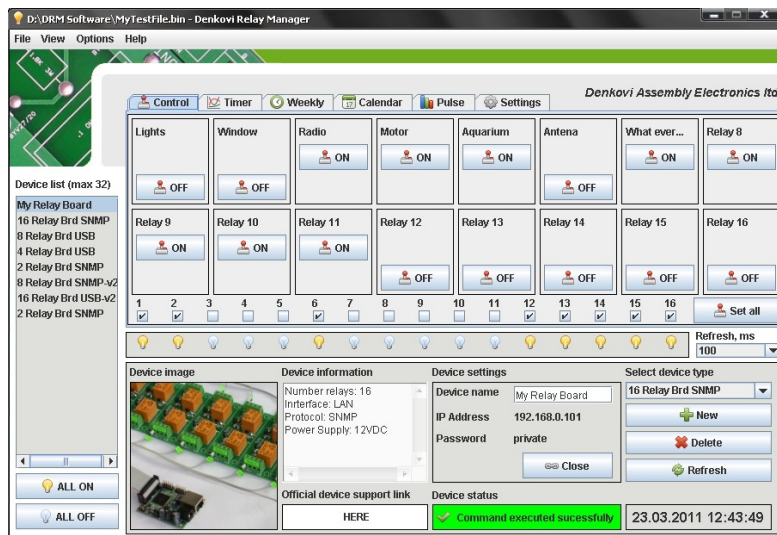 D:\DRM Software\MyTestFile.bin - Denkovi Relay Manager
File View Options Help
Denkovi Assembly Electronics ltd
Control Timer Weekly Calendar Pulse Settings
Lights Window Radio Motor Aquarium Antena What ever... Relay 8
ON ON ON ON ON
OFF OFF OFF
Relay 9 Relay 10 Relay 11 Relay 12 Relay 13 Relay 14 Relay 15 Relay 16
ON ON ON
OFF OFF OFF OFF OFF
1 2 3 4 5 6 7 8 9 10 11 12 13 14 15 16
Set all
Refresh, ms
100
Device list (max 32)
My Relay Board
16 Relay Brd SNMP
8 Relay Brd USB
4 Relay Brd USB
2 Relay Brd SNMP
8 Relay Brd SNMP-v2
16 Relay Brd USB-v2
2 Relay Brd SNMP
ALL ON
ALL OFF
Device image
Device information
Number relays: 16
Inrterface: LAN
Protocol: SNMP
Power Supply: 12VDC
Official device support link
HERE
Device settings
Device name My Relay Board
IP Address 192.168.0.101
Password private
Close
Device status
Command executed sucessfully
Select device type
16 Relay Brd SNMP
New
Delete
Refresh
23.03.2011 12:43:49